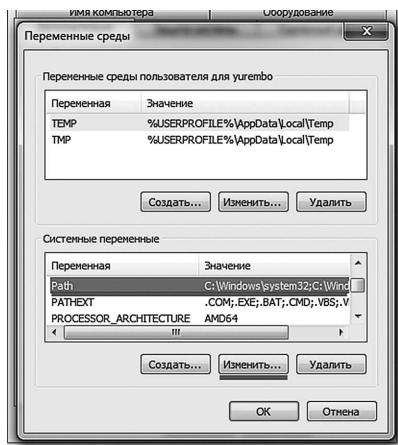 Имя компьютера Оборудование
Переменные среды
Переменные среды пользователя для yurembo
Переменная Значение
TEMP %USERPROFILE%\AppData\Local\Temp
TMP %USERPROFILE%\AppData\Local\Temp
Создать... Изменить... Удалить
Системные переменные
Переменная Значение
Path C:\Windows\system32;C:\Wind
PATHEXT .COM;.EXE;.BAT;.CMD;.VBS;.V
PROCESSOR_ARCHITECTURE AMD64
Создать... Изменить... Удалить
OK Отмена